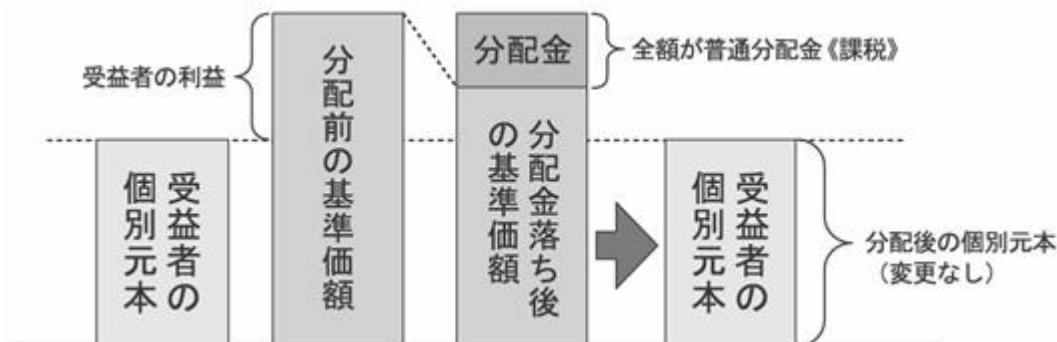 受益者の利益
受益者の
個別元本
分配前の基準価額
分配金
全額が普通分配金《課税》
分配金落ち後
の基準価額
受益者の
個別元本
分配後の個別元本
（変更なし）